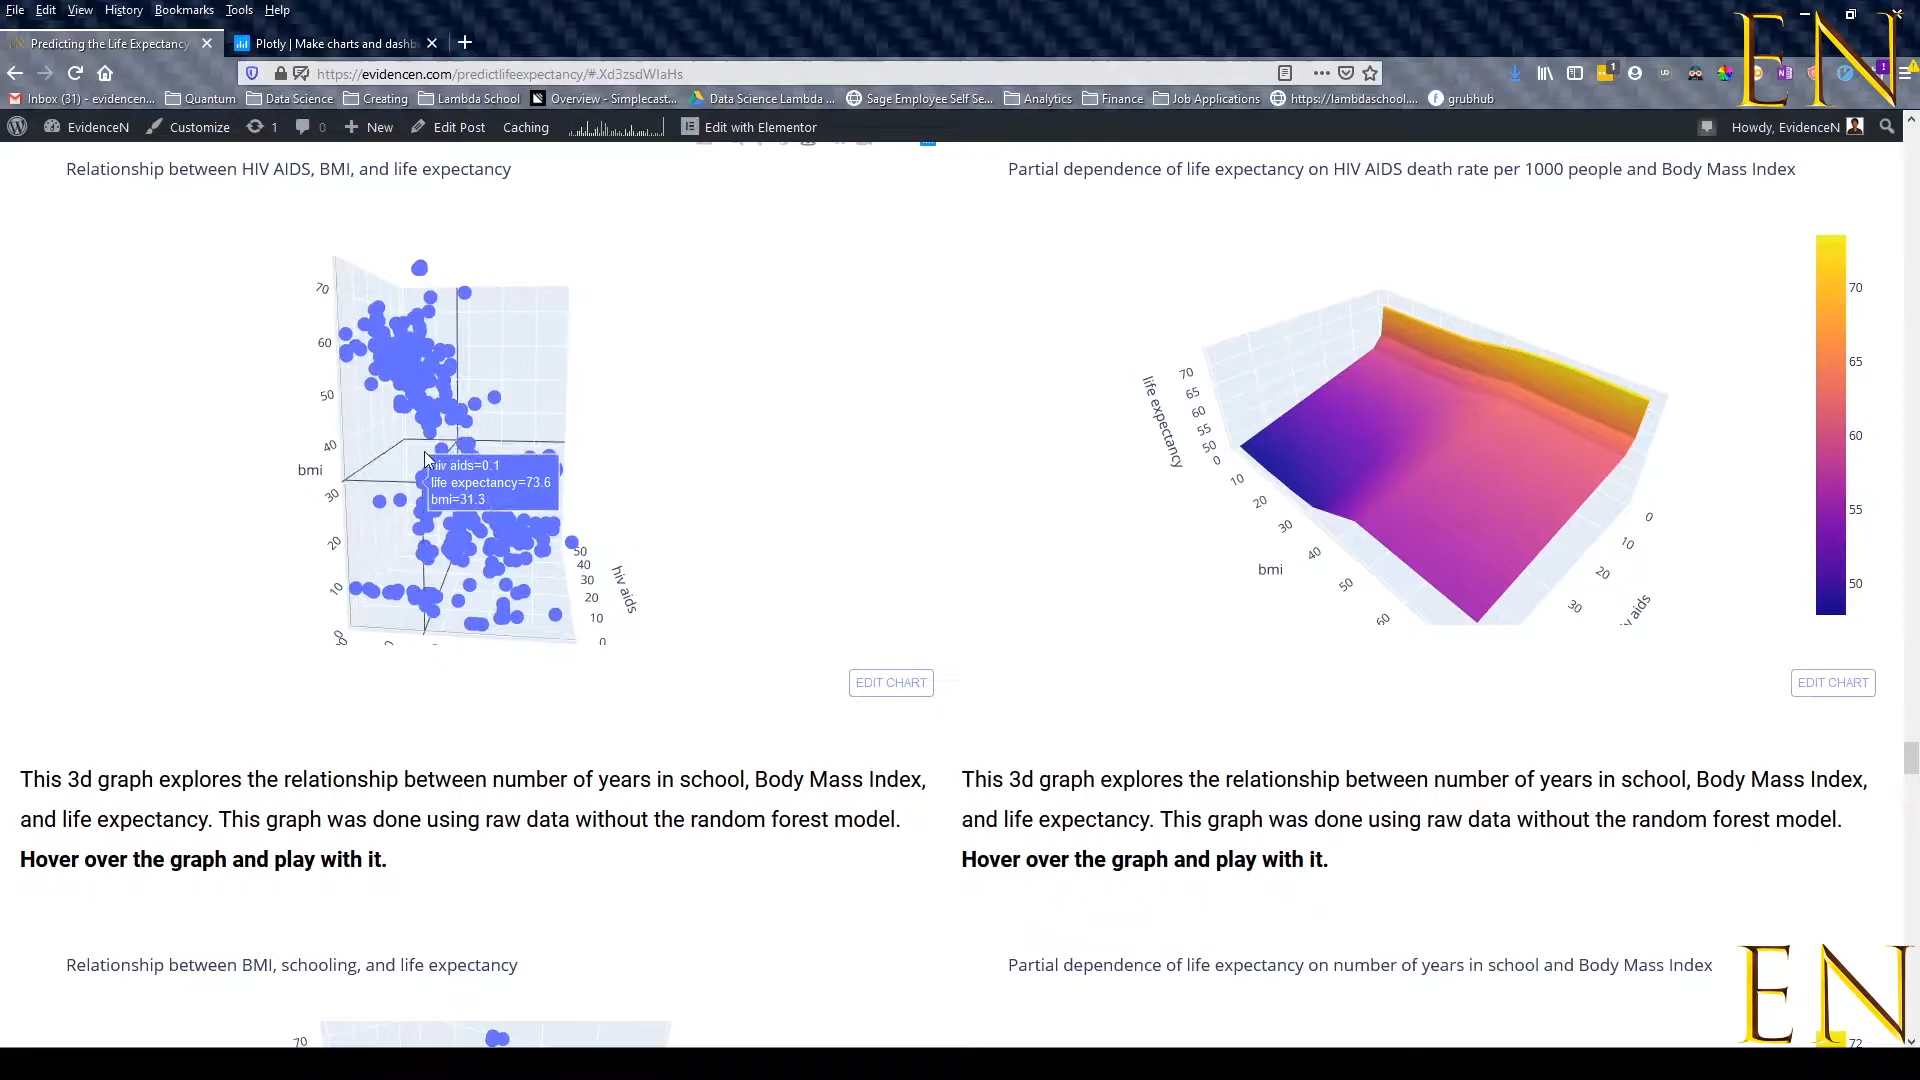 File Edit View History Bookmarks Tools Help
Predicting the Life Expectancy
Plotly | Make charts and dashb
https://evidencen.com/predictlifeexpectancy/#.Xd3zsdWIaHs
Inbox (31) - evidencen... Quantum Data Science Creating Lambda School Overview - Simplecast... Data Science Lambda ... Sage Employee Self Se... Analytics Finance Job Applications https://lambdaschool.... grubhub
EvidenceN Customize 1 0 New Edit Post Caching Edit with Elementor Howdy, EvidenceN
EN
Relationship between HIV AIDS, BMI, and life expectancy
70
60
50
40
bmi
30
20
10
0
hiv aids=0.1
life expectancy=73.6
bmi=31.3
50
40
30
20
10
0
hiv aids
EDIT CHART
Partial dependence of life expectancy on HIV AIDS death rate per 1000 people and Body Mass Index
life expectancy
70
65
60
55
50
0
10
20
30
40
50
60
bmi
0
10
20
30
aids
70
65
60
55
50
EDIT CHART
This 3d graph explores the relationship between number of years in school, Body Mass Index,
and life expectancy. This graph was done using raw data without the random forest model.
Hover over the graph and play with it.
This 3d graph explores the relationship between number of years in school, Body Mass Index,
and life expectancy. This graph was done using raw data without the random forest model.
Hover over the graph and play with it.
Relationship between BMI, schooling, and life expectancy
70
Partial dependence of life expectancy on number of years in school and Body Mass Index
72
EN